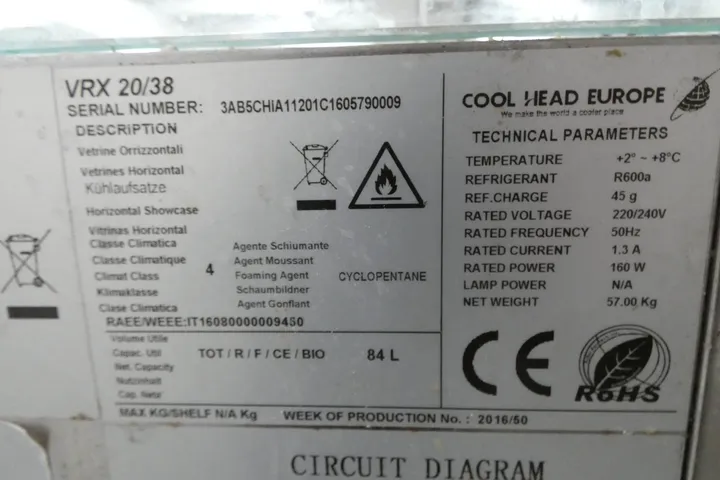 VRX 20/38
SERIAL NUMBER: 3AB5CHIA11201C1605790009
DESCRIPTION
Vetrine Orrizzontali
Vetrines Horizontal
Kühlaufsatze
Horizontal Showcase
Vitrinas Horizontal
Classe Climatica
Classe Climatique
Climat Class
Klimaklasse
Clase Climatica
4
Agente Schiumante
Agent Moussant
Foaming Agent
Schaumbildner
Agent Gonflant
CYCLOPENTANE
RAEE/WEEE:IT16080000009450
Volume Utile
Capac. Util
Net. Capacity
Nutzinhalt
Cap. Neta
TOT / R / F / CE / BIO 84 L
MAX KG/SHELF N/A Kg WEEK OF PRODUCTION No. : 2016/50
COOL HEAD EUROPE
We make the world a cooler place
TECHNICAL PARAMETERS
TEMPERATURE +2° ~ +8°C
REFRIGERANT R600a
REF.CHARGE 45 g
RATED VOLTAGE 220/240V
RATED FREQUENCY 50Hz
RATED CURRENT 1.3 A
RATED POWER 160 W
LAMP POWER N/A
NET WEIGHT 57.00 Kg
CE
RoHS
CIRCUIT DIAGRAM